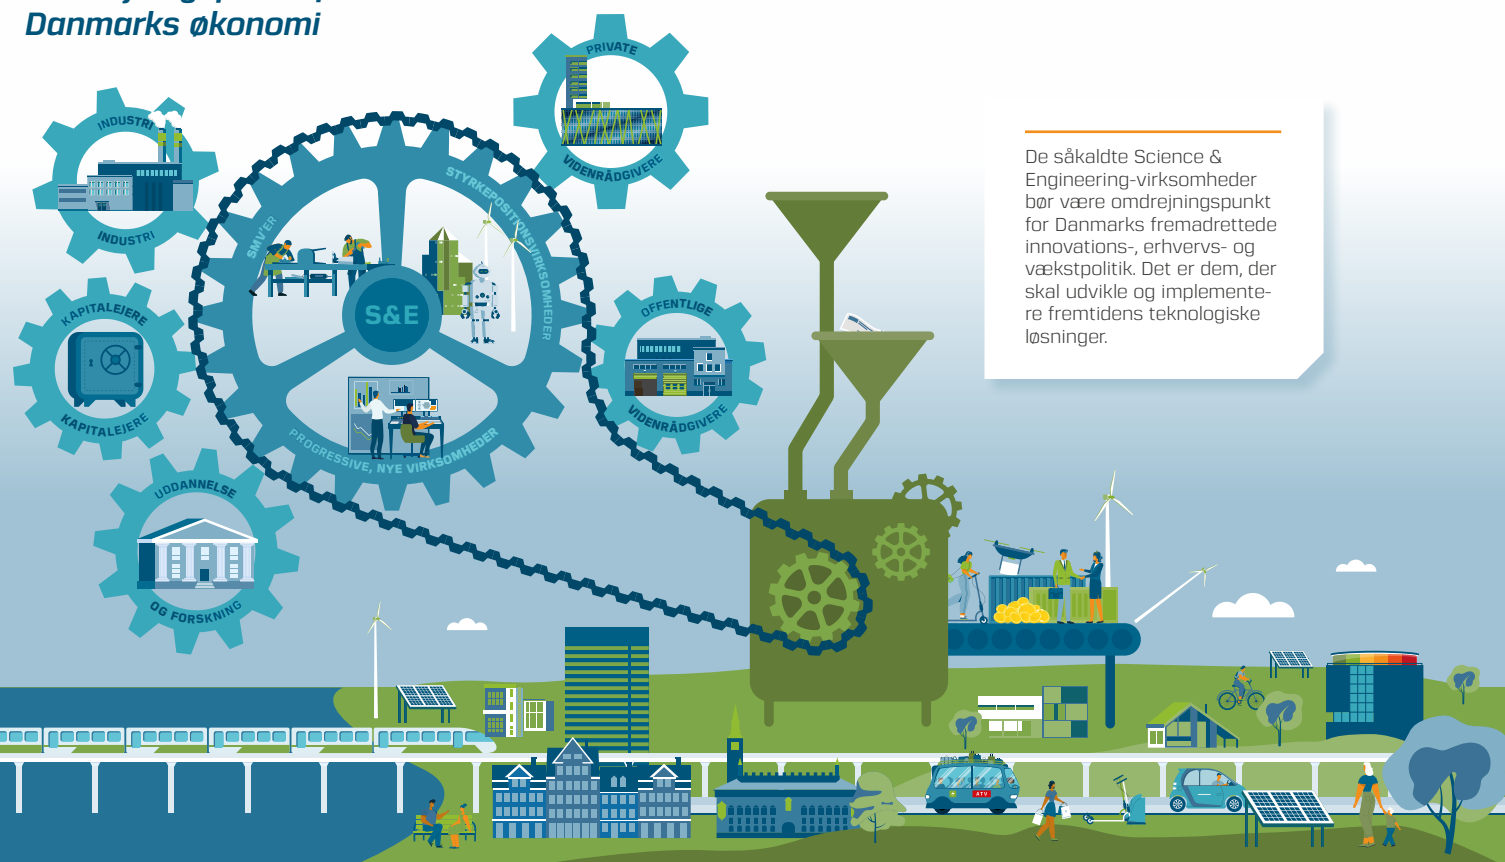 Danmarks økonomi
PRIVATE
VIDENRÅDGIVERE
INDUSTRI
INDUSTRI
SMV'ER
STYRKEPOSITIONSVIRKSOMHEDER
S&E
PROGRESSIVE, NYE VIRKSOMHEDER
KAPITALEJERE
KAPITALEJERE
OFFENTLIGE
VIDENRÅDGIVERE
UDDANNELSE
OG FORSKNING
De såkaldte Science &
Engineering-virksomheder
bør være omdrejningspunkt
for Danmarks fremadrettede
innovations-, erhvervs- og
vækstpolitik. Det er dem, der
skal udvikle og implemente-
re fremtidens teknologiske
løsninger.
ATV